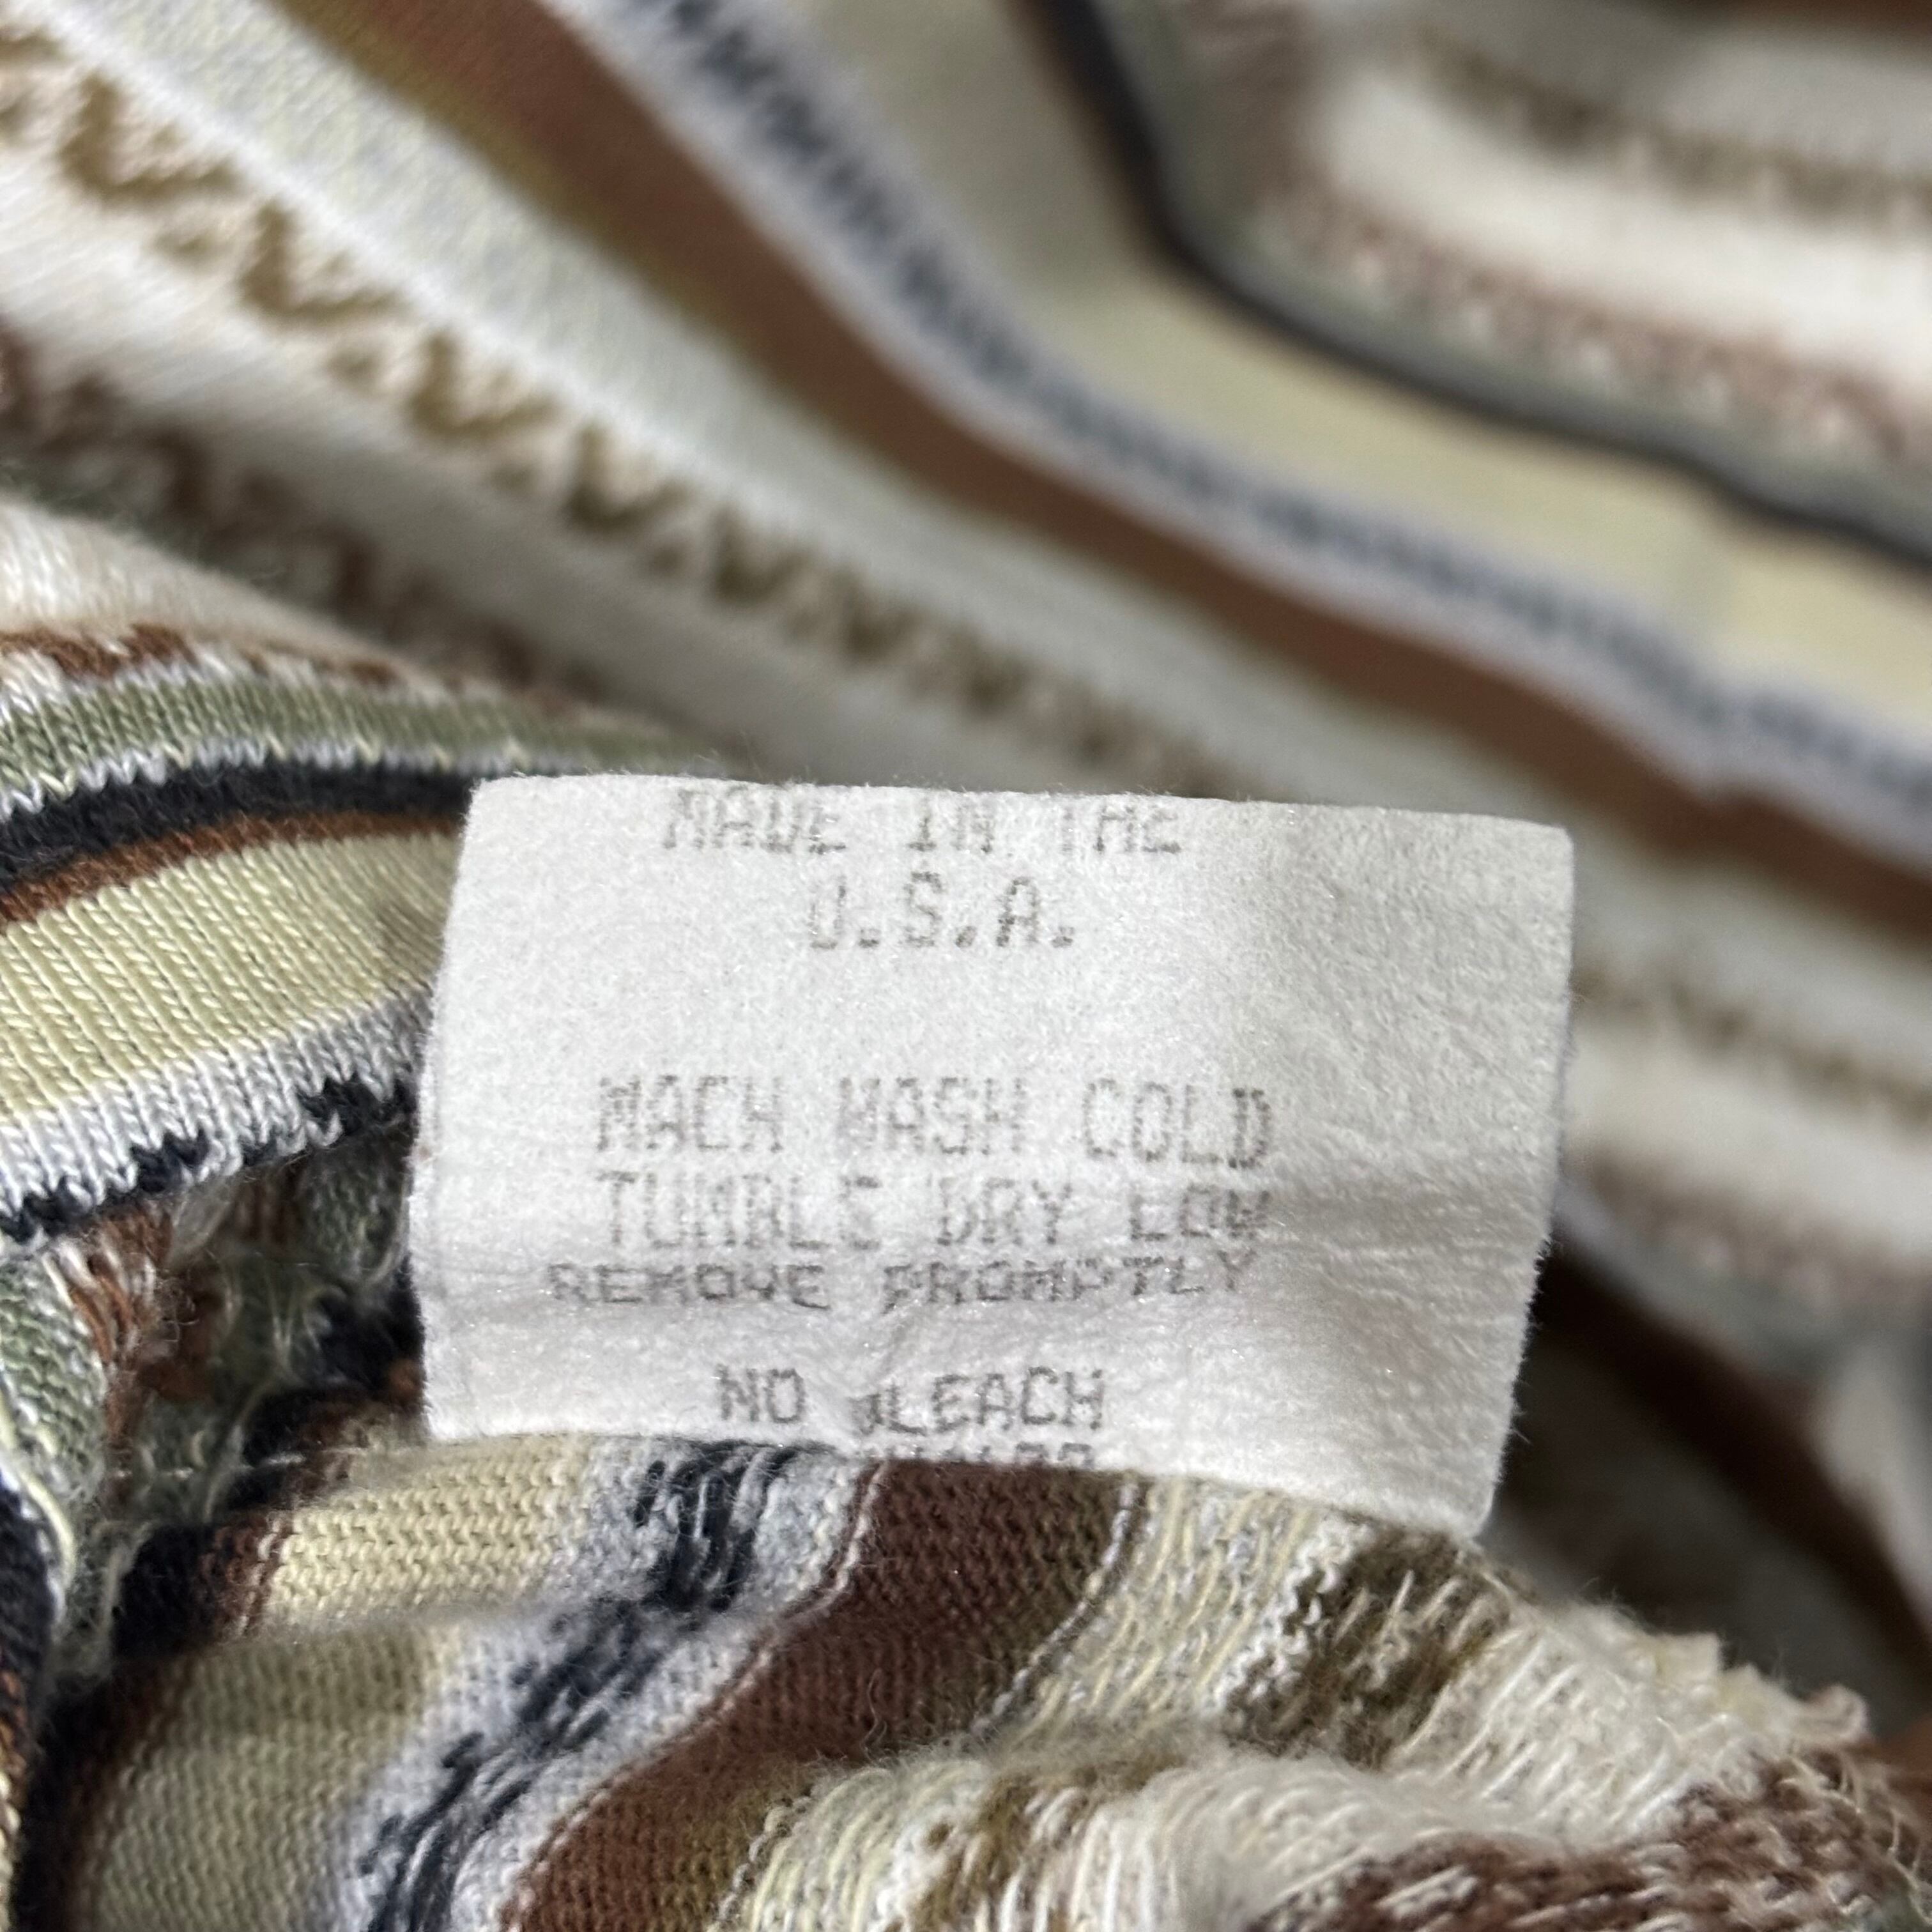 MADE IN THE
U.S.A.
MACH WASH COLD
TUMBLE DRY LOW
REMOVE PROMPTLY
NO BLEACH